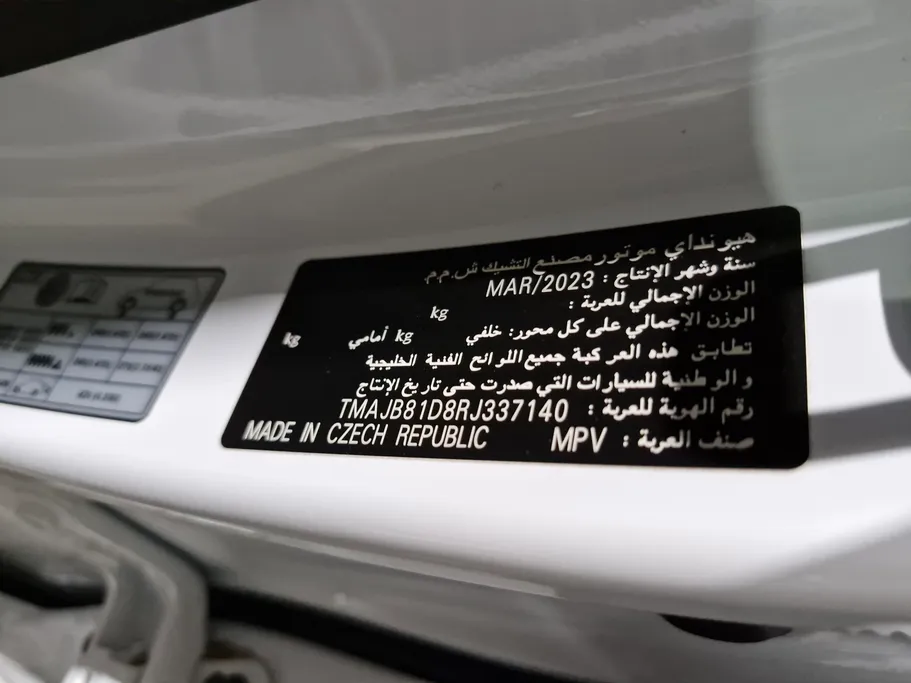 هيونداي موتور مصنع التشيك ش.م.م.
سنة وشهر الإنتاج : MAR/2023
الوزن الإجمالي للعربة : kg
الوزن الإجمالي على كل محور: خلفي kg أمامي kg
تطابق هذه المركبة جميع اللوائح الفنية الخليجية
والوطنية للسيارات التي صدرت حتى تاريخ الإنتاج
رقم الهوية للعربة : TMAJB81D8RJ337140
صنف العربة : MPV MADE IN CZECH REPUBLIC